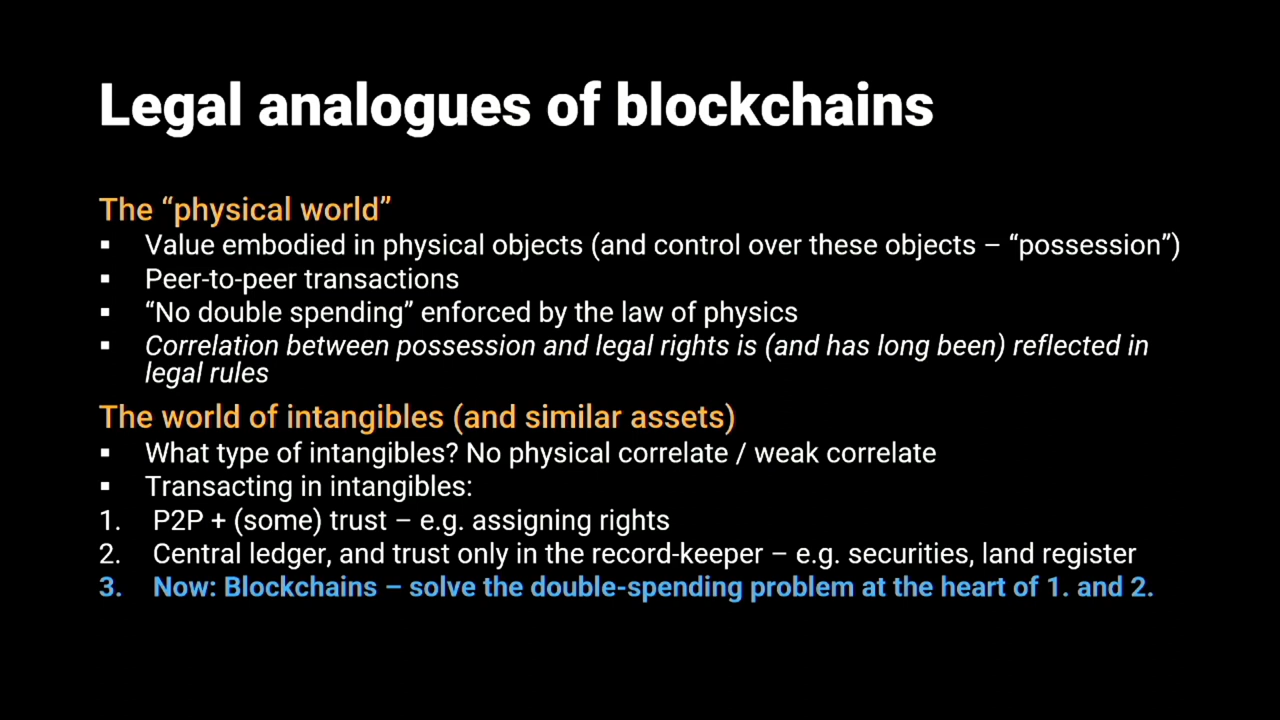 Legal analogues of blockchains
The “physical world”
▪ Value embodied in physical objects (and control over these objects – “possession”)
▪ Peer-to-peer transactions
▪ “No double spending” enforced by the law of physics
▪ Correlation between possession and legal rights is (and has long been) reflected in
legal rules
The world of intangibles (and similar assets)
▪ What type of intangibles? No physical correlate / weak correlate
▪ Transacting in intangibles:
1. P2P + (some) trust – e.g. assigning rights
2. Central ledger, and trust only in the record-keeper – e.g. securities, land register
3. Now: Blockchains – solve the double-spending problem at the heart of 1. and 2.